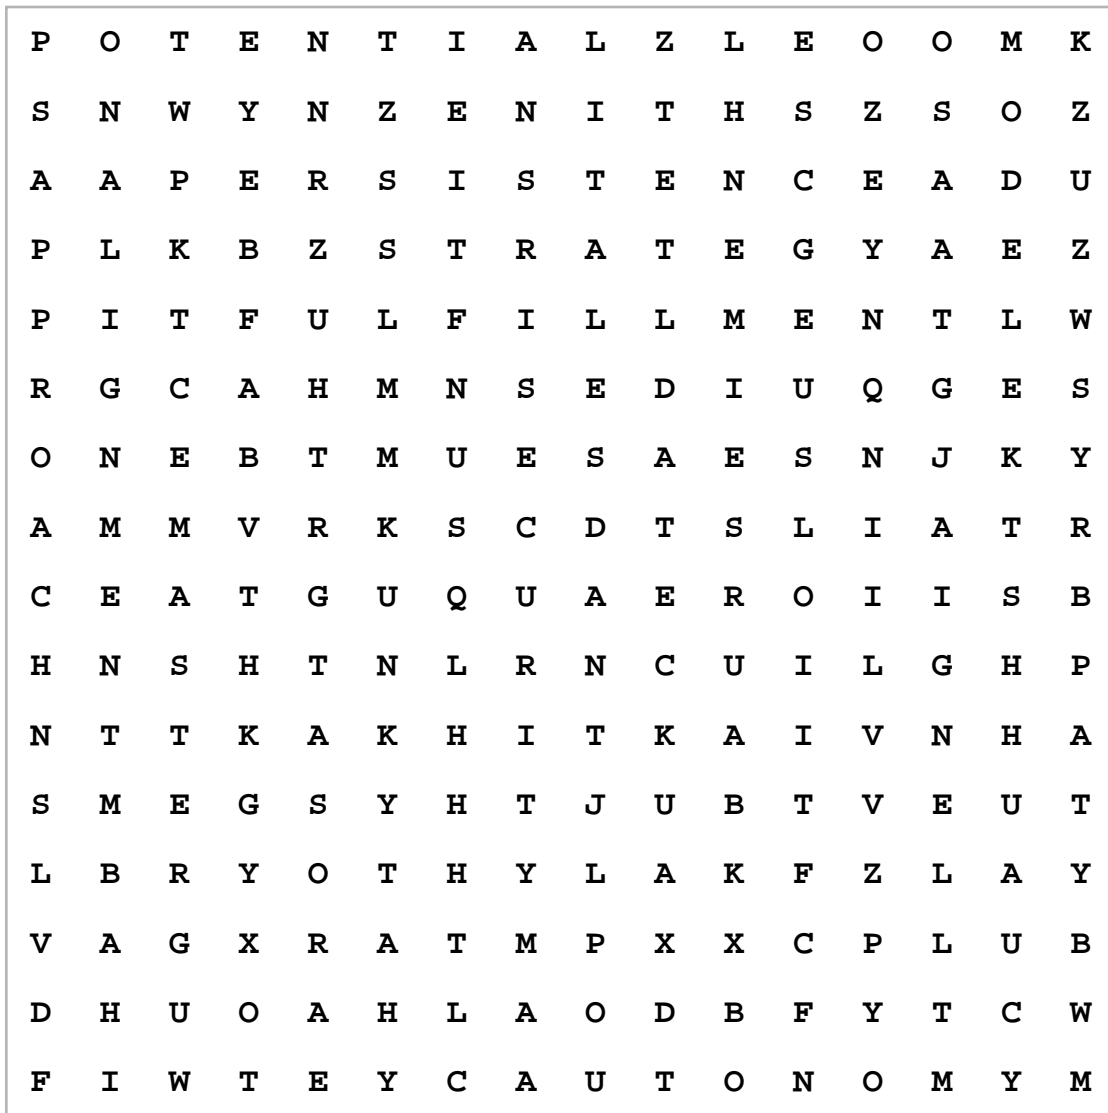 P O T E N T I A L Z L E O O M K
S N W Y N Z E N I T H S Z S O Z
A A P E R S I S T E N C E A D U
P L K B Z S T R A T E G Y A E Z
P I T F U L F I L L M E N T L W
R G C A H M N S E D I U Q G E S
O N E B T M U E S A E S N J K Y
A M M V R K S C D T S L I A T R
C E A T G U Q U A E R O I I S B
H N S H T N L R N C U I L G H P
N T T K A K H I T K A I V N H A
S M E G S Y H T J U B T V E U T
L B R Y O T H Y L A K F Z L A Y
V A G X R A T M P X X C P L U B
D H U O A H L A O D B F Y T C W
F I W T E Y C A U T O N O M Y M